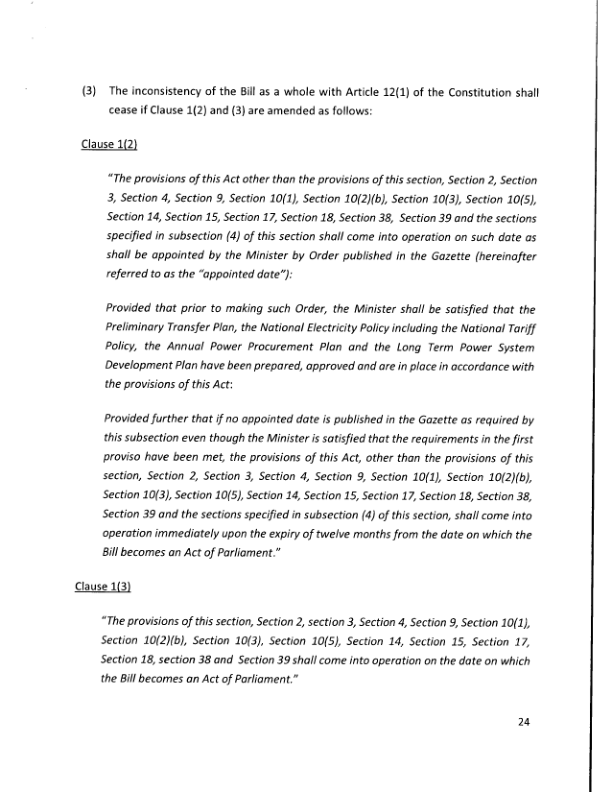 (3) The inconsistency of the Bill as a whole with Article 12(1) of the Constitution shall
cease if Clause 1(2) and (3) are amended as follows:
Clause 1(2)
“The provisions of this Act other than the provisions of this section, Section 2, Section
3, Section 4, Section 9, Section 10(1), Section 10(2)(b), Section 10(3), Section 10(5),
Section 14, Section 15, Section 17, Section 18, Section 38, Section 39 and the sections
specified in subsection (4) of this section shall come into operation on such date as
shall be appointed by the Minister by Order published in the Gazette (hereinafter
referred to as the “appointed date”):
Provided that prior to making such Order, the Minister shall be satisfied that the
Preliminary Transfer Plan, the National Electricity Policy including the National Tariff
Policy, the Annual Power Procurement Plan and the Long Term Power System
Development Plan have been prepared, approved and are in place in accordance with
the provisions of this Act:
Provided further that if no appointed date is published in the Gazette as required by
this subsection even though the Minister is satisfied that the requirements in the first
proviso have been met, the provisions of this Act, other than the provisions of this
section, Section 2, Section 3, Section 4, Section 9, Section 10(1), Section 10(2)(b),
Section 10(3), Section 10(5), Section 14, Section 15, Section 17, Section 18, Section 38,
Section 39 and the sections specified in subsection (4) of this section, shall come into
operation immediately upon the expiry of twelve months from the date on which the
Bill becomes an Act of Parliament.”
Clause 1(3)
“The provisions of this section, Section 2, section 3, Section 4, Section 9, Section 10(1),
Section 10(2)(b), Section 10(3), Section 10(5), Section 14, Section 15, Section 17,
Section 18, section 38 and Section 39 shall come into operation on the date on which
the Bill becomes an Act of Parliament.”
24